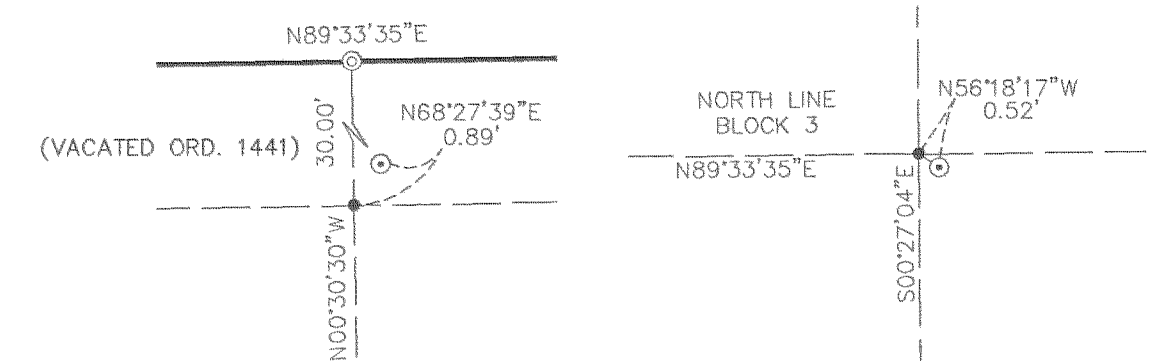 N89°33'35"E
30.00'
N68°27'39"E
0.89'
(VACATED ORD. 1441)
N00°30'30"W
NORTH LINE
BLOCK 3
N56°18'17"W
0.52'
N89°33'35"E
S00°27'04"E